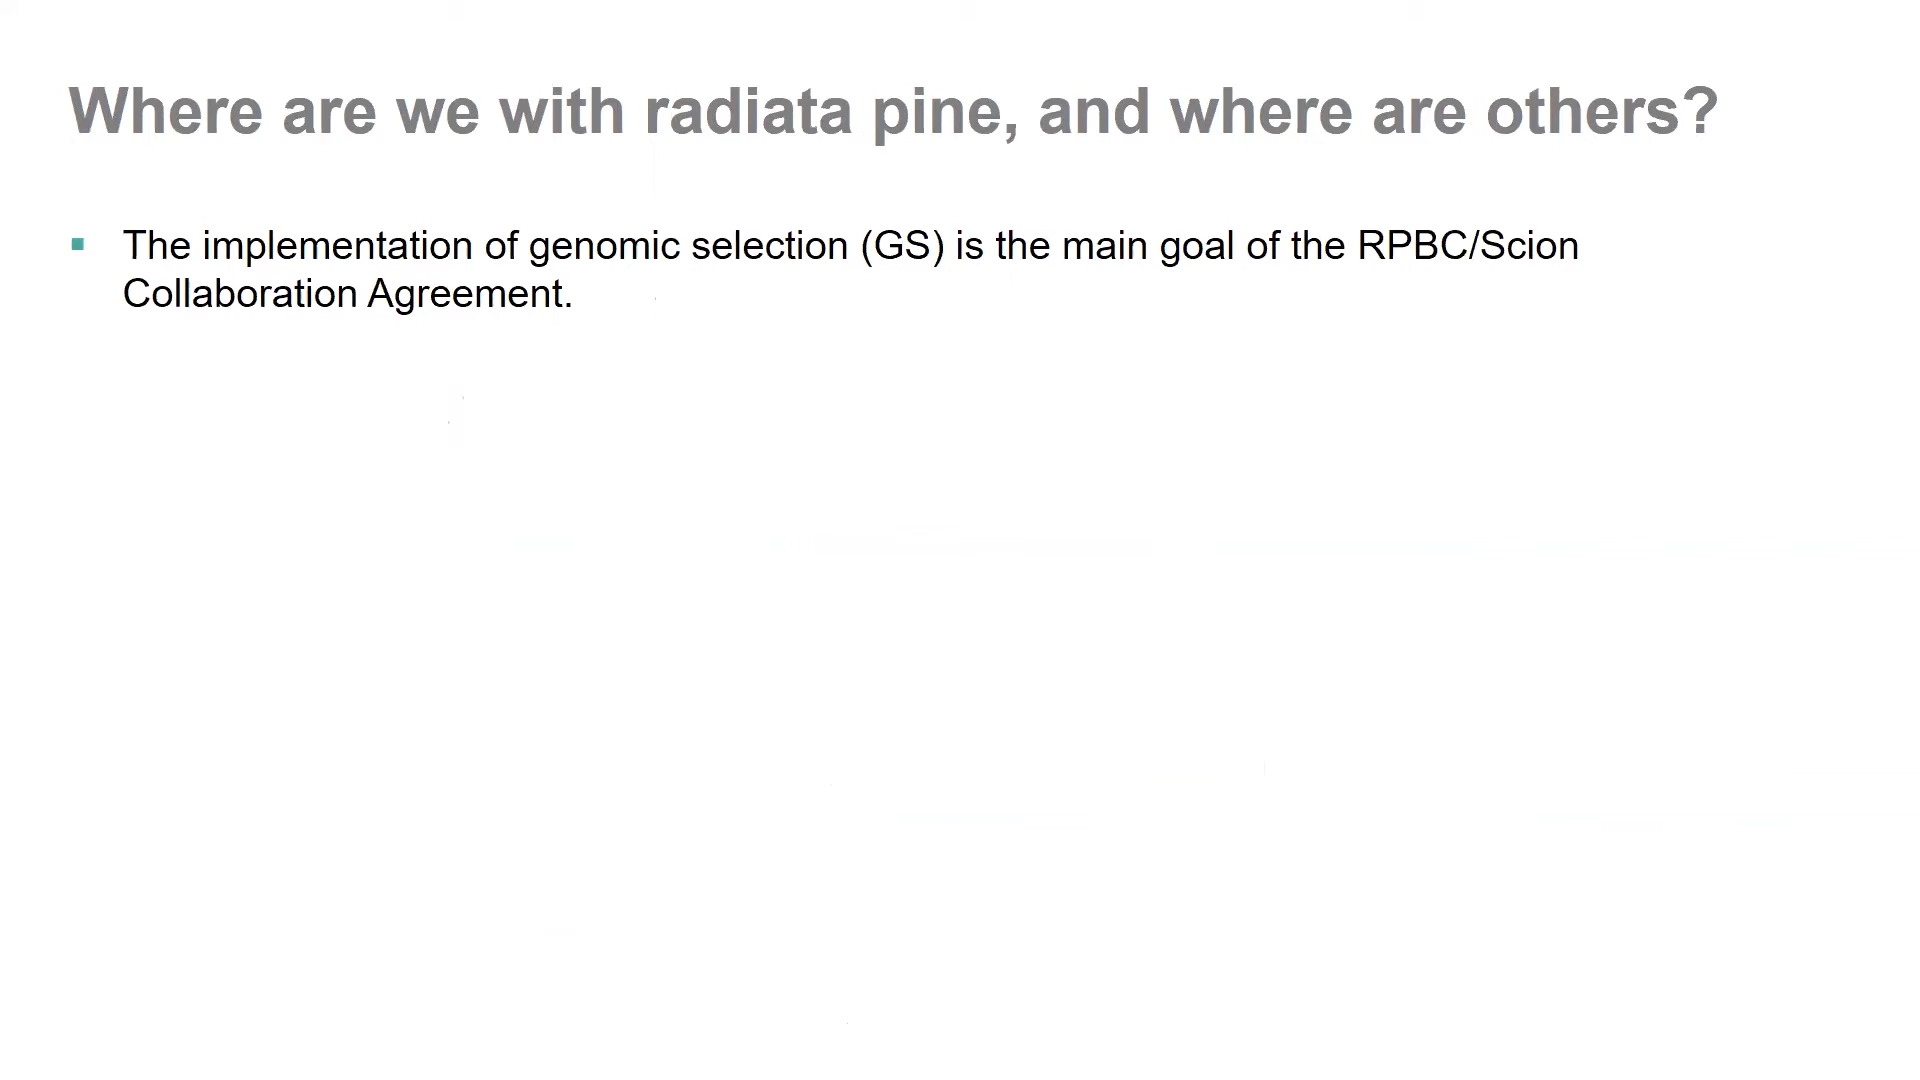 Where are we with radiata pine, and where are others?
The implementation of genomic selection (GS) is the main goal of the RPBC/Scion
Collaboration Agreement.